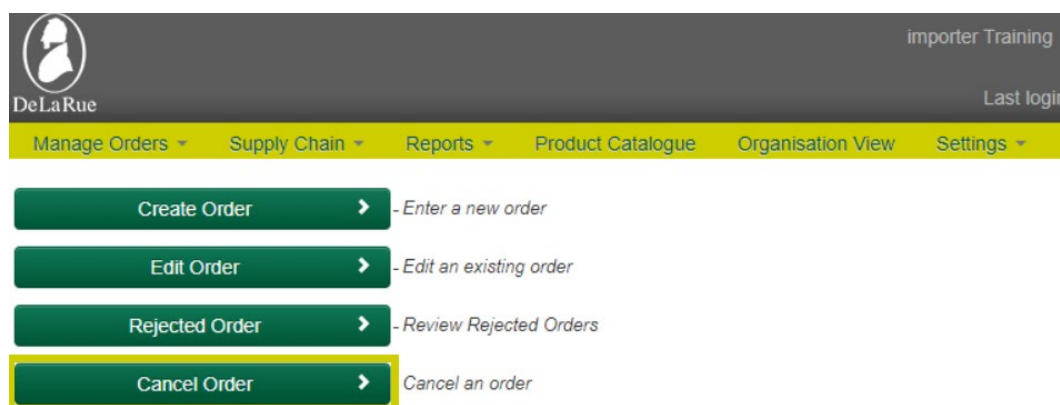 importer Training
DeLaRue
Last login
Manage Orders Supply Chain Reports Product Catalogue Organisation View Settings
Create Order - Enter a new order
Edit Order - Edit an existing order
Rejected Order - Review Rejected Orders
Cancel Order Cancel an order